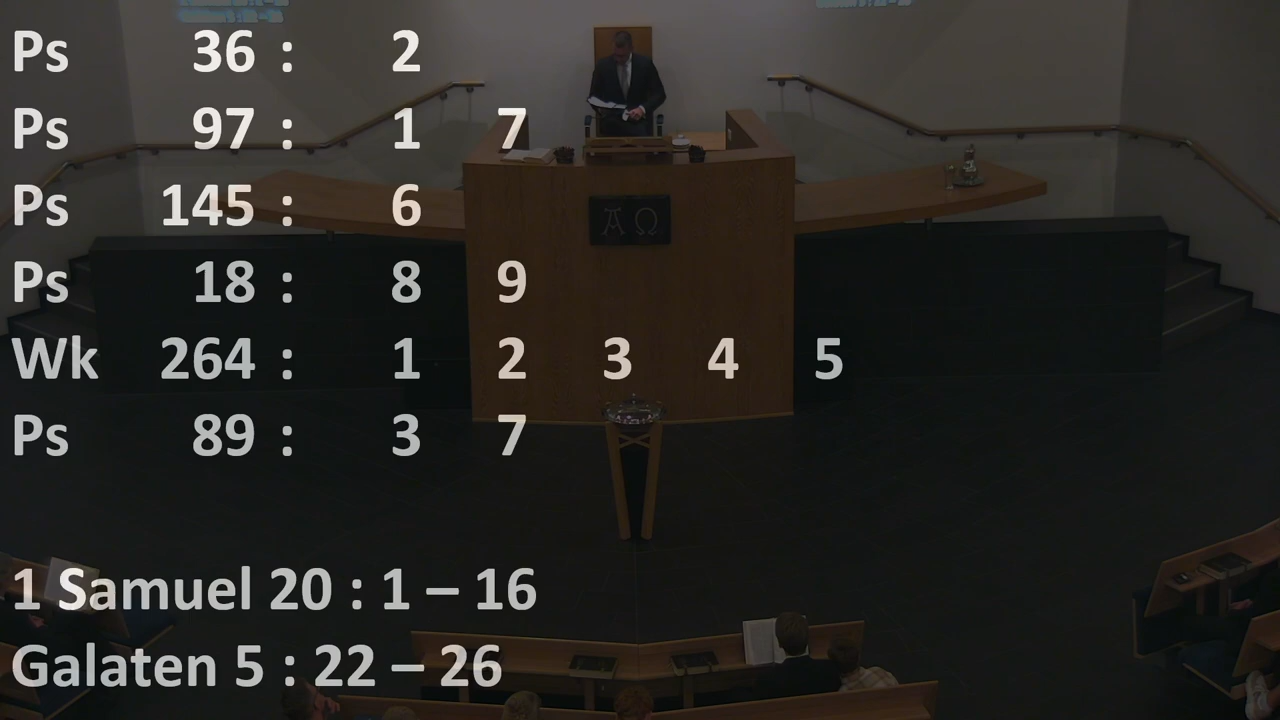 Ps 36 : 2
Ps 97 : 1 7
Ps 145 : 6
Ps 18 : 8 9
Wk 264 : 1 2 3 4 5
Ps 89 : 3 7
1 Samuel 20 : 1 – 16
Galaten 5 : 22 – 26
Α Ω